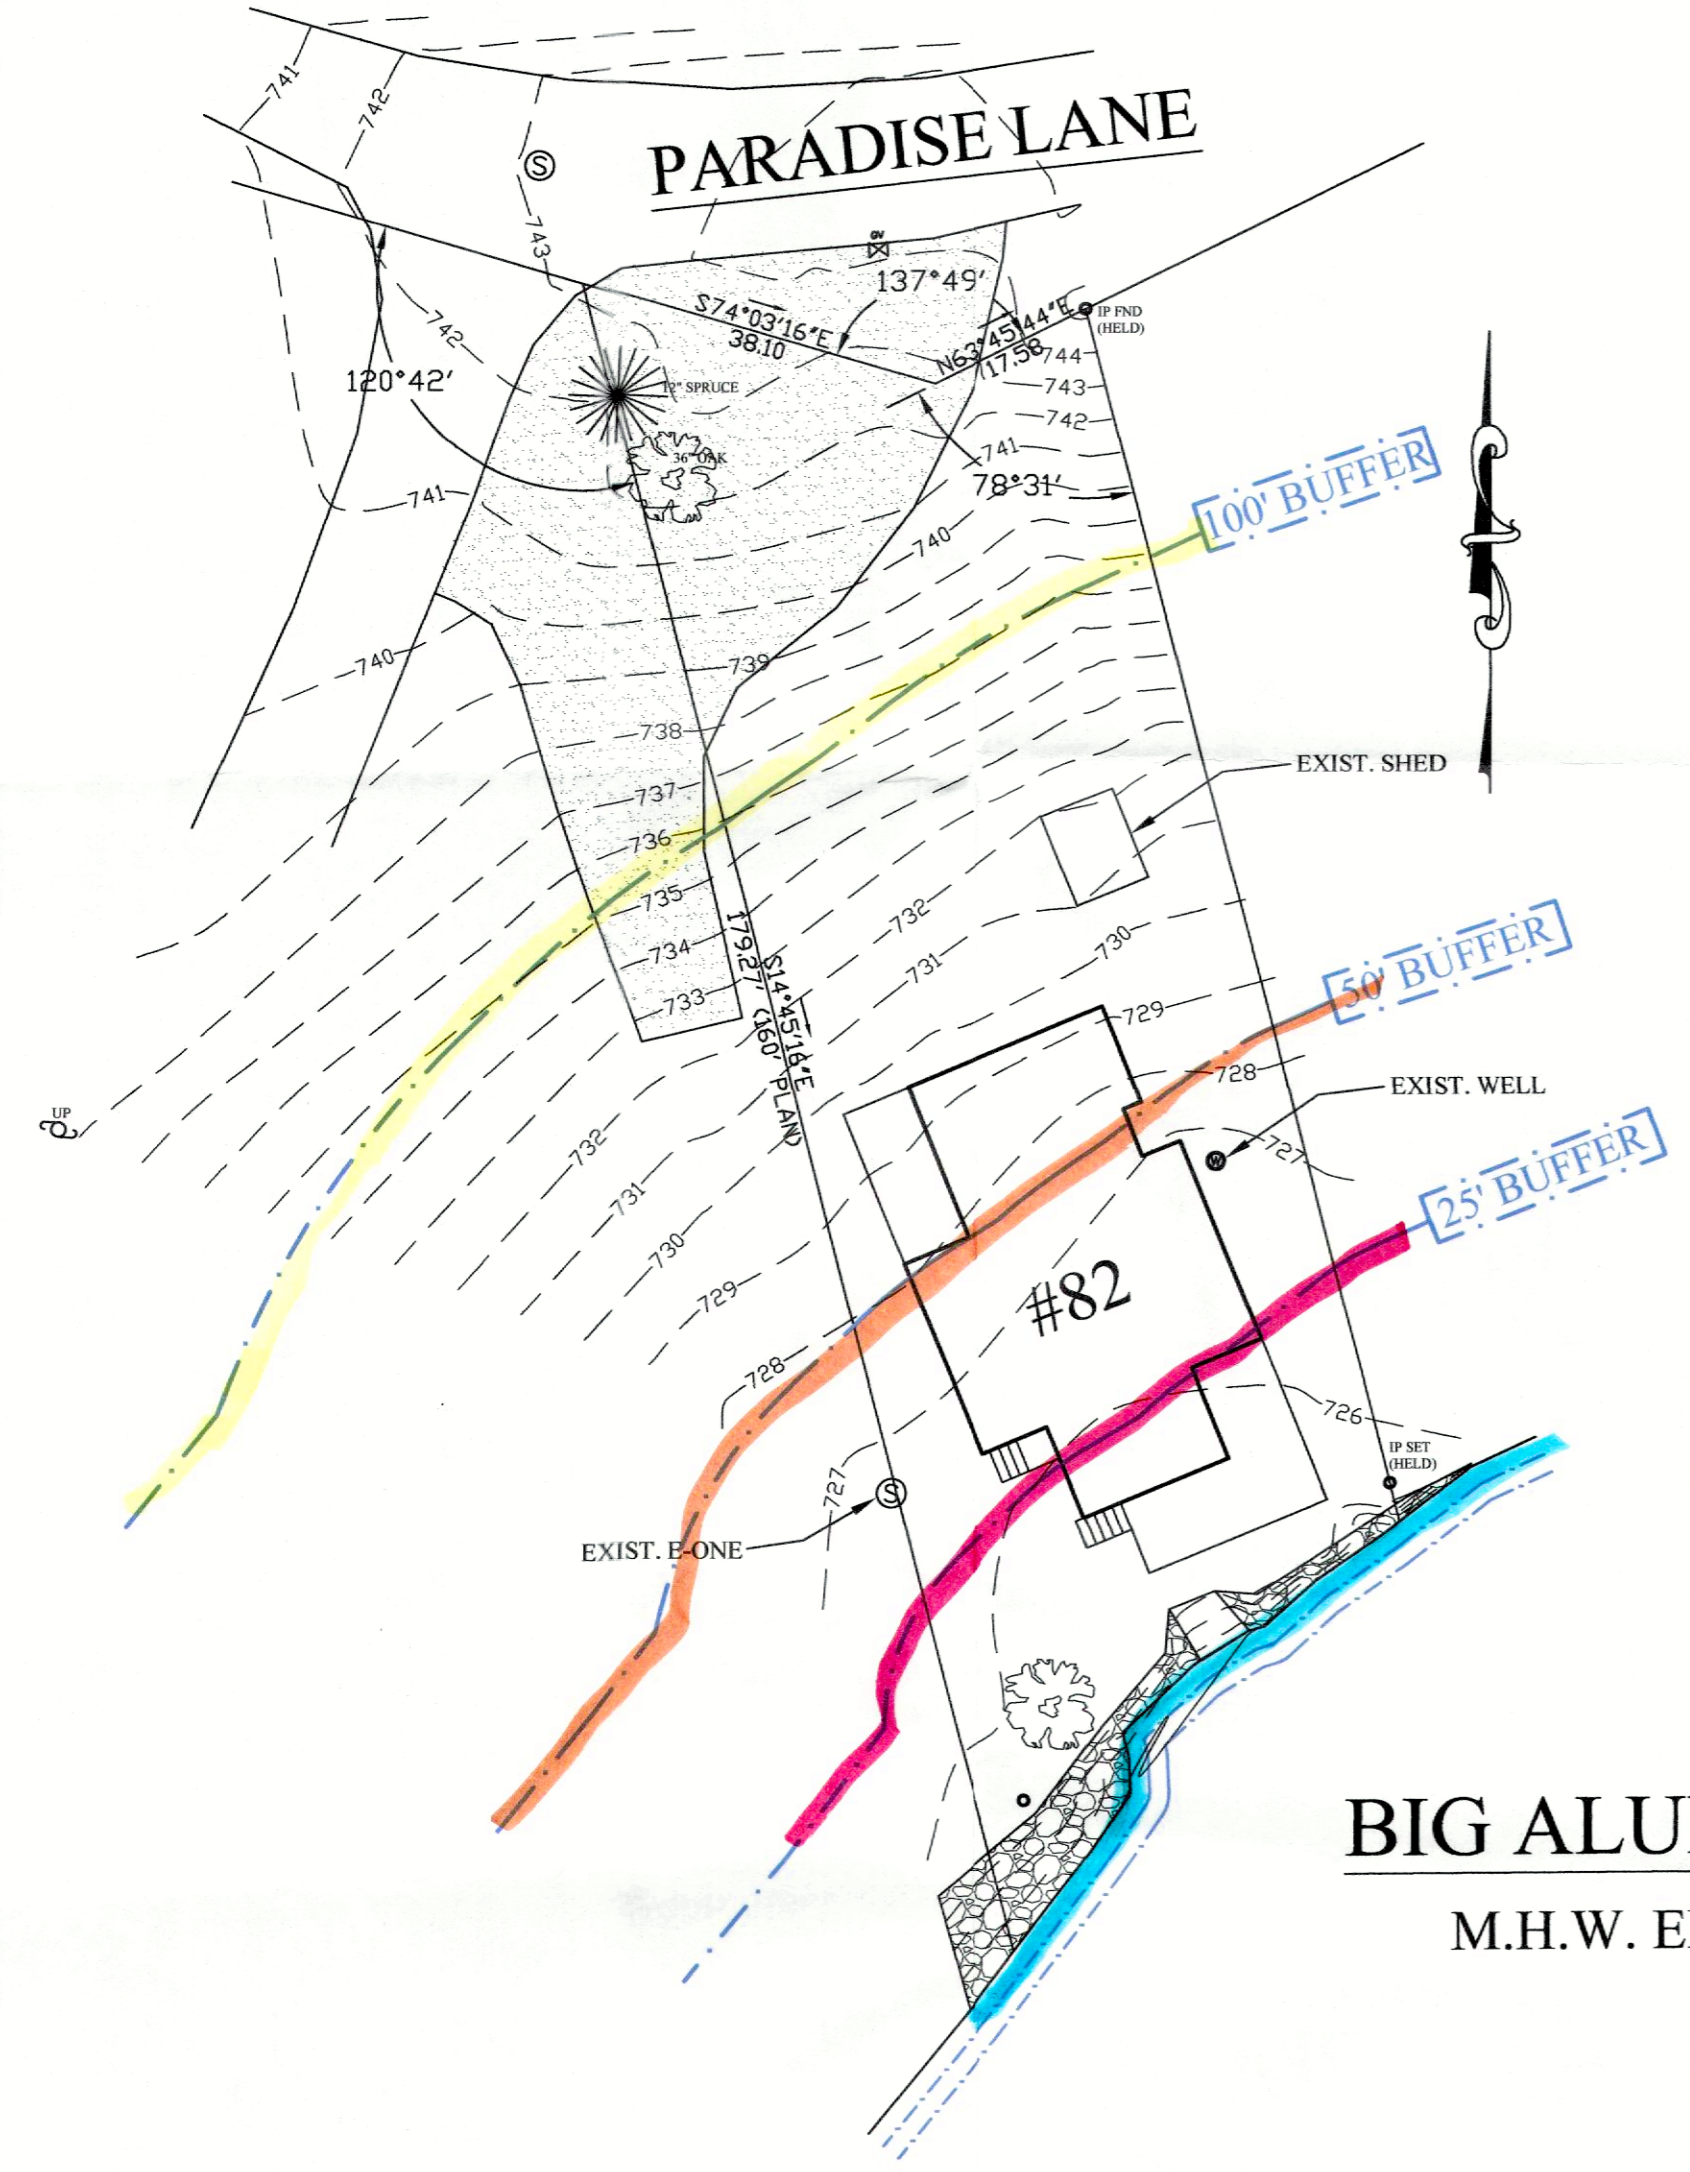 741
742
S
PARADISE LANE
743
GV
137°49'
S74°03'16"E
38.10
N63°45'44"E
17.58
IP FND
(HELD)
742
744
120°42'
743
12" SPRUCE
742
36" OAK
741
78°31'
741
100' BUFFER
740
740
739
738
EXIST. SHED
737
736
735
732
179.27'
S14°45'16"E
(160' PLAN)
734
731
730
50' BUFFER
733
729
728
EXIST. WELL
UP
732
W
727
25' BUFFER
731
730
#82
729
728
726
IP SET
(HELD)
727
S
EXIST. E-ONE
BIG ALU
M.H.W. E